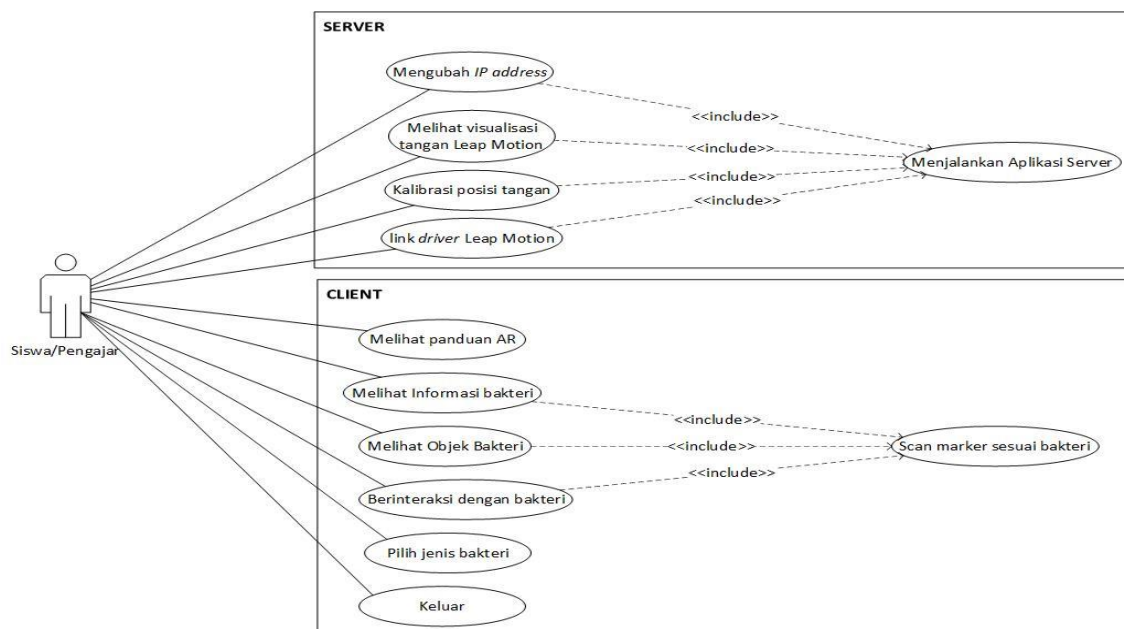 SERVER
Mengubah IP address
<<include>>
Melihat visualisasi
tangan Leap Motion
<<include>>
Menjalankan Aplikasi Server
Kalibrasi posisi tangan
<<include>>
<<include>>
link driver Leap Motion
Siswa/Pengajar
CLIENT
Melihat panduan AR
Melihat Informasi bakteri
<<include>>
Melihat Objek Bakteri
<<include>>
Scan marker sesuai bakteri
<<include>>
Berinteraksi dengan bakteri
Pilih jenis bakteri
Keluar